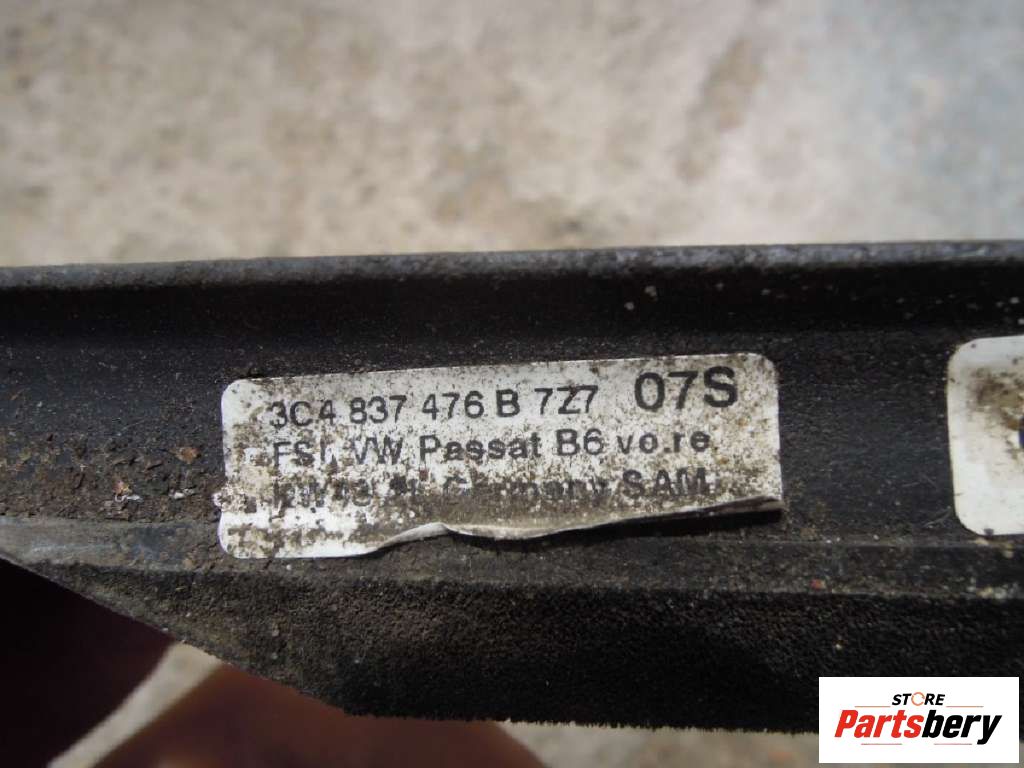 3C4 837 476 B 7Z7 07S
FSI, VW Passat B6 vo.re
Germany SAM
STORE
Partsbery